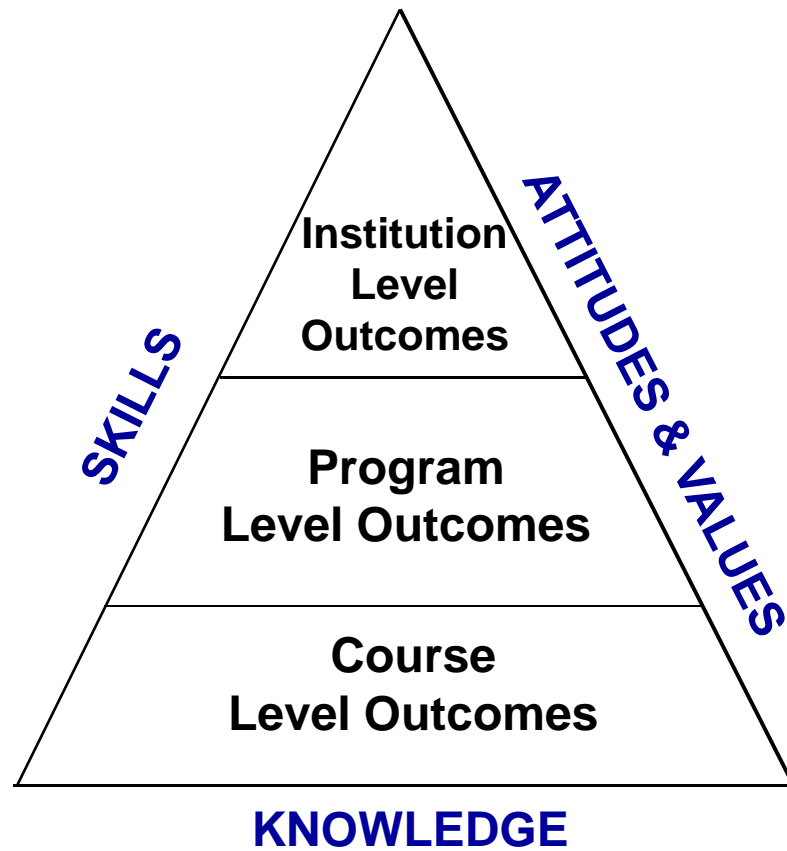 Institution
Level
Outcomes
ATTITUDES & VALUES
SKILLS
Program
Level Outcomes
Course
Level Outcomes
KNOWLEDGE